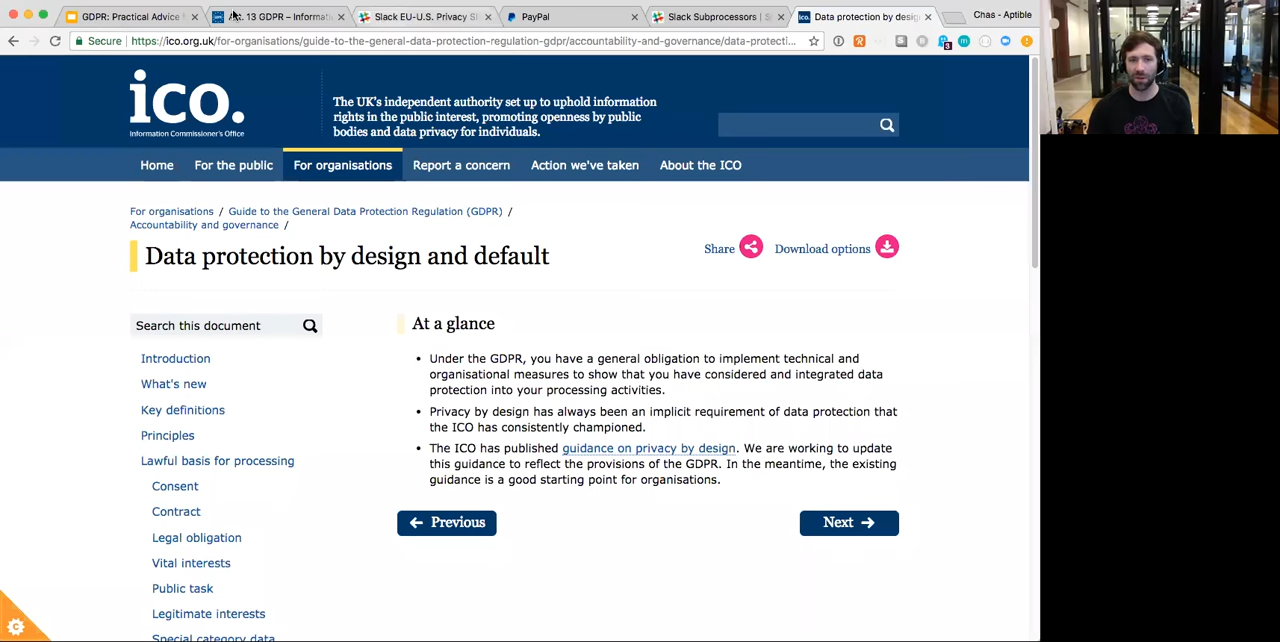 GDPR: Practical Advice
Art. 13 GDPR – Informati
Slack EU-U.S. Privacy S
PayPal
Slack Subprocessors | S
Data protection by desig
Chas - Aptible
Secure
https://ico.org.uk/for-organisations/guide-to-the-general-data-protection-regulation-gdpr/accountability-and-governance/data-protecti...
3
ico.
Information Commissioner's Office
The UK's independent authority set up to uphold information
rights in the public interest, promoting openness by public
bodies and data privacy for individuals.
Home
For the public
For organisations
Report a concern
Action we've taken
About the ICO
For organisations / Guide to the General Data Protection Regulation (GDPR) /
Accountability and governance /
Data protection by design and default
Share
Download options
Search this document
Introduction
What's new
Key definitions
Principles
Lawful basis for processing
Consent
Contract
Legal obligation
Vital interests
Public task
Legitimate interests
Special category data
At a glance
• Under the GDPR, you have a general obligation to implement technical and
organisational measures to show that you have considered and integrated data
protection into your processing activities.
• Privacy by design has always been an implicit requirement of data protection that
the ICO has consistently championed.
• The ICO has published guidance on privacy by design. We are working to update
this guidance to reflect the provisions of the GDPR. In the meantime, the existing
guidance is a good starting point for organisations.
Previous
Next